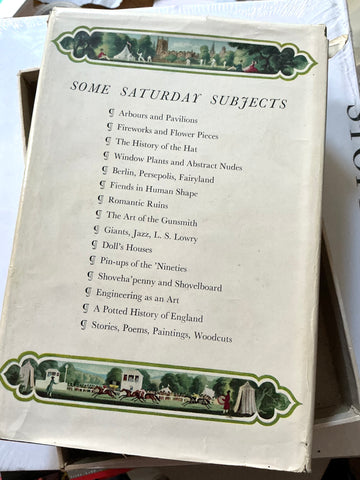 SOME SATURDAY SUBJECTS
¶ Arbours and Pavilions
¶ Fireworks and Flower Pieces
¶ The History of the Hat
¶ Window Plants and Abstract Nudes
¶ Berlin, Persepolis, Fairyland
¶ Fiends in Human Shape
¶ Romantic Ruins
¶ The Art of the Gunsmith
¶ Giants, Jazz, L. S. Lowry
¶ Doll's Houses
¶ Pin-ups of the 'Nineties
¶ Shoveha'penny and Shovelboard
¶ Engineering as an Art
¶ A Potted History of England
¶ Stories, Poems, Paintings, Woodcuts